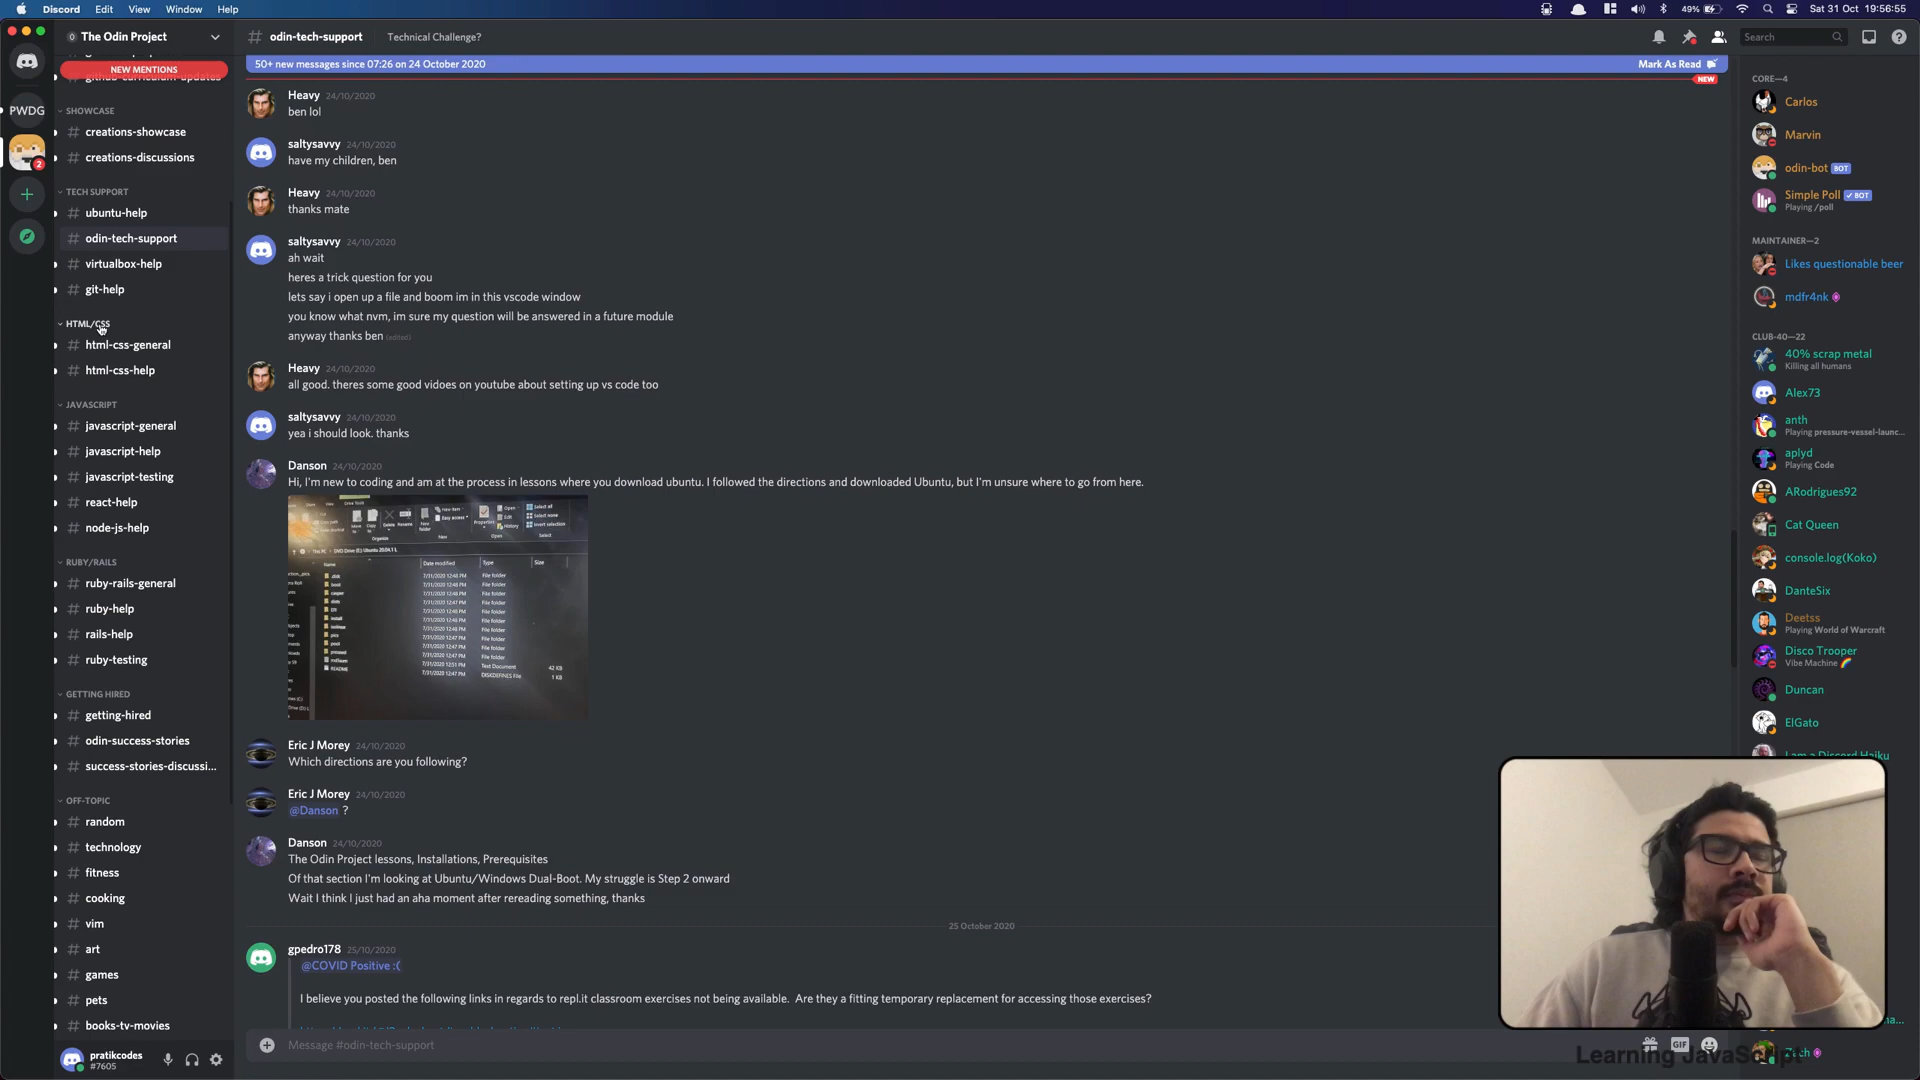 Discord Edit View Window Help 49% Sat 31 Oct 19:56:55
The Odin Project
NEW MENTIONS
github-curriculum-updates
SHOWCASE
# creations-showcase
# creations-discussions
TECH SUPPORT
# ubuntu-help
# odin-tech-support
# virtualbox-help
# git-help
HTML/CSS
# html-css-general
# html-css-help
JAVASCRIPT
# javascript-general
# javascript-help
# javascript-testing
# react-help
# node-js-help
RUBY/RAILS
# ruby-rails-general
# ruby-help
# rails-help
# ruby-testing
GETTING HIRED
# getting-hired
# odin-success-stories
# success-stories-discussi...
OFF-TOPIC
# random
# technology
# fitness
# cooking
# vim
# art
# games
# pets
# books-tv-movies
pratikcodes
#7605
PWDG
2
# odin-tech-support Technical Challenge?
Search
50+ new messages since 07:26 on 24 October 2020 Mark As Read
NEW
Heavy 24/10/2020
ben lol
saltysavvy 24/10/2020
have my children, ben
Heavy 24/10/2020
thanks mate
saltysavvy 24/10/2020
ah wait
heres a trick question for you
lets say i open up a file and boom im in this vscode window
you know what nvm, im sure my question will be answered in a future module
anyway thanks ben (edited)
Heavy 24/10/2020
all good. theres some good vidoes on youtube about setting up vs code too
saltysavvy 24/10/2020
yea i should look. thanks
Danson 24/10/2020
Hi, I'm new to coding and am at the process in lessons where you download ubuntu. I followed the directions and downloaded Ubuntu, but I'm unsure where to go from here.
Name Date modified Type Size
Eric J Morey 24/10/2020
Which directions are you following?
Eric J Morey 24/10/2020
@Danson ?
Danson 24/10/2020
The Odin Project lessons, Installations, Prerequisites
Of that section I'm looking at Ubuntu/Windows Dual-Boot. My struggle is Step 2 onward
Wait I think I just had an aha moment after rereading something, thanks
25 October 2020
gpedro178 25/10/2020
@COVID Positive :(
I believe you posted the following links in regards to repl.it classroom exercises not being available. Are they a fitting temporary replacement for accessing those exercises?
Message #odin-tech-support
GIF
CORE—4
Carlos
Marvin
odin-bot BOT
Simple Poll BOT
Playing /poll
MAINTAINER—2
Likes questionable beer
mdfr4nk
CLUB-40—22
40% scrap metal
Killing all humans
Alex73
anth
Playing pressure-vessel-launc...
aplyd
Playing Code
ARodrigues92
Cat Queen
console.log(Koko)
DanteSix
Deetss
Playing World of Warcraft
Disco Trooper
Vibe Machine
Duncan
ElGato
I am a Discord Haiku
Zach
Learning JavaScript